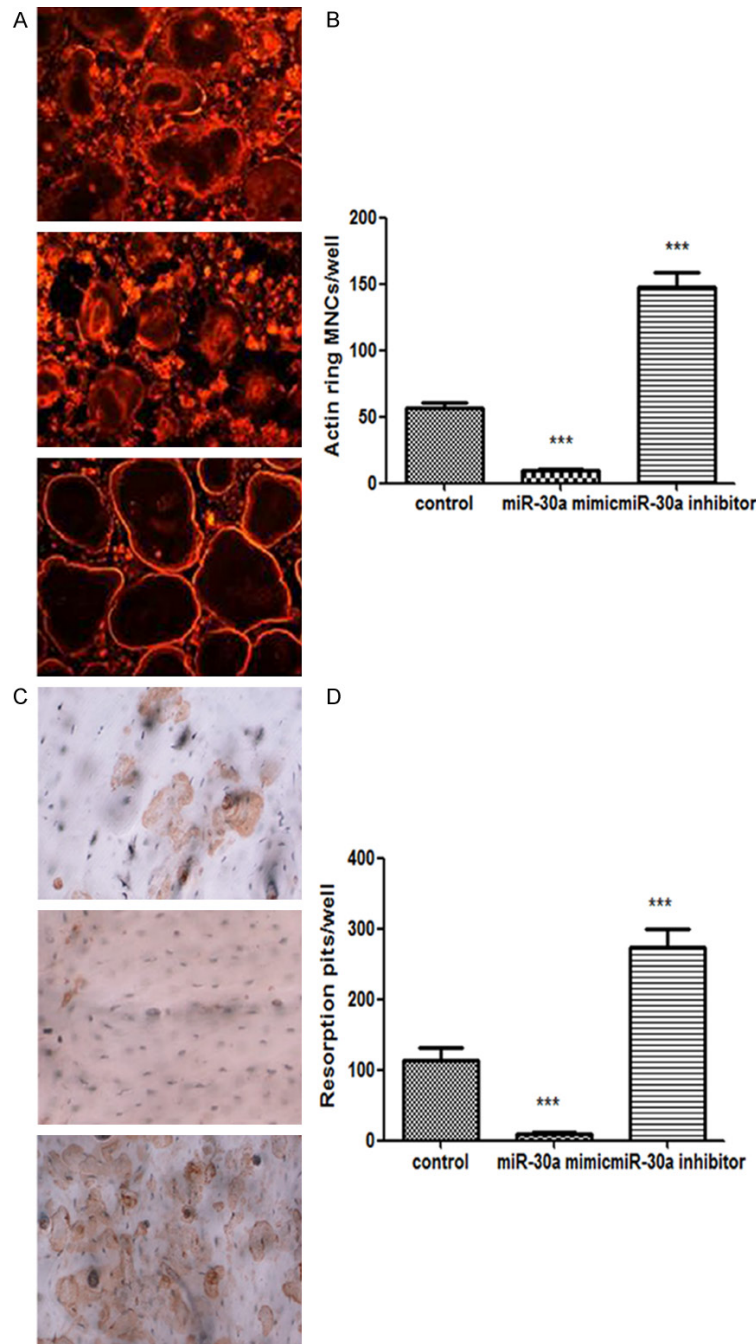 A
B
Actin ring MNCs/well
200
150
100
50
0
***
***
control miR-30a mimicmiR-30a inhibitor
C
D
Resorption pits/well
400
300
200
100
0
***
***
control miR-30a mimicmiR-30a inhibitor